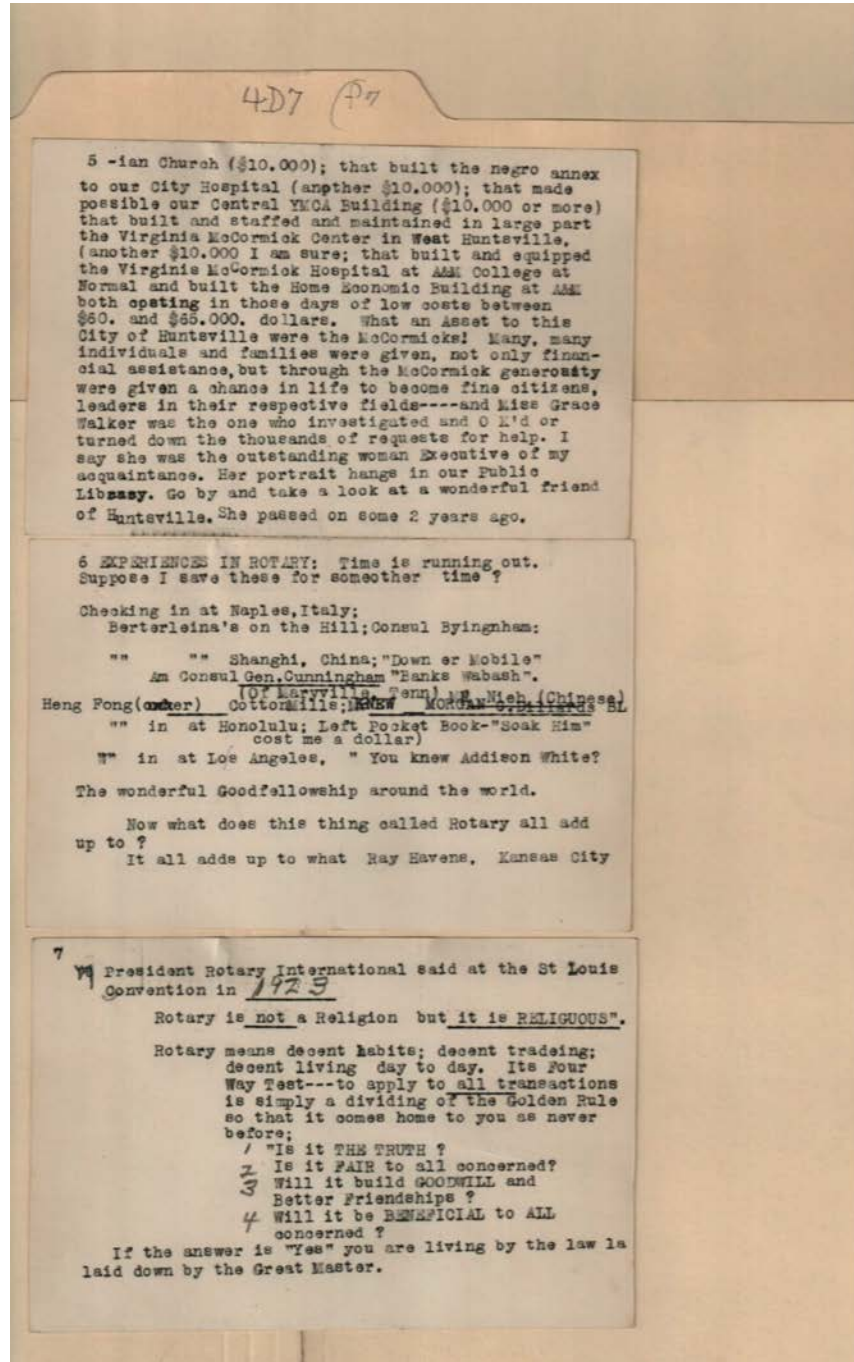 4D7 (P7
5 -ian Church ($10.000); that built the negro annex
to our City Hospital (anpther $10.000); that made
possible our Central YMCA Building ($10.000 or more)
that built and staffed and maintained in large part
the Virginia McCormick Center in West Huntsville,
(another $10.000 I am sure; that built and equipped
the Virginis McCormick Hospital at A&M College at
Normal and built the Home Economic Building at A&M
both costing in those days of low costs between
$60. and $65.000. dollars. What an Asset to this
City of Huntsville were the McCormicks! Many, many
individuals and families were given, not only finan-
cial assistance,but through the McCormick generosity
were given a chance in life to become fine citizens,
leaders in their respective fields----and Miss Grace
Walker was the one who investigated and O K'd or
turned down the thousands of requests for help. I
say she was the outstanding woman Executive of my
acquaintance. Her portrait hangs in our Public
Go by and take a look at a wonderful friend
of Huntsville. She passed on some 2 years ago.
6 EXPERIENCES IN ROTARY: Time is running out.
Suppose I save these for someother time ?
Checking in at Naples,Italy;
Berterleina's on the Hill;Consul Byingnham:
"" "" Shanghi, China;"Down er Mobile"
Am Consul Gen.Cunningham "Banks Wabash".
(Of Maryville, Tenn) Nieh (Chinese)
Heng Fong( ) CottonMills; KNEW MORGAN
"" in at Honolulu; Left Pocket Book-"Soak Him"
cost me a dollar)
"" in at Los Angeles, " You knew Addison White?
The wonderful Goodfellowship around the world.
Now what does this thing called Rotary all add
up to ?
It all adds up to what Ray Havens, Kansas City
7
President Rotary International said at the St Louis
Convention in 1923
Rotary is not a Religion but it is RELIGUOUS".
Rotary means decent habits; decent tradeing;
decent living day to day. Its Four
Way Test---to apply to all transactions
is simply a dividing of the Golden Rule
so that it comes home to you as never
before;
1 "Is it THE TRUTH ?
2 Is it FAIR to all concerned?
3 Will it build GOODWILL and
Better Friendships ?
4 Will it be BENEFICIAL to ALL
concerned ?
If the answer is "Yes" you are living by the law la
laid down by the Great Master.